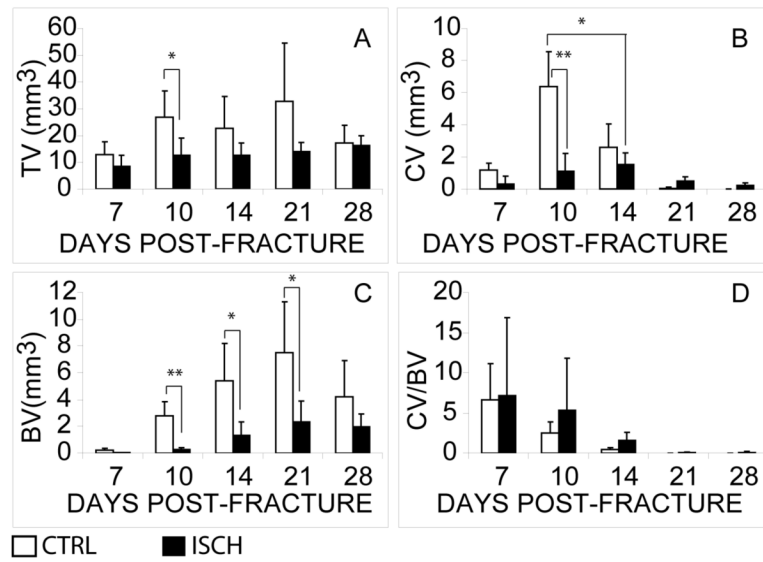 A
TV (mm3)
60
50
40
30
20
10
0
*
7 10 14 21 28
DAYS POST-FRACTURE
B
CV (mm3)
10
8
6
4
2
0
*
**
7 10 14 21 28
DAYS POST-FRACTURE
C
BV(mm3)
12
10
8
6
4
2
0
**
*
*
7 10 14 21 28
DAYS POST-FRACTURE
D
CV/BV
20
15
10
5
0
7 10 14 21 28
DAYS POST-FRACTURE
CTRL ISCH